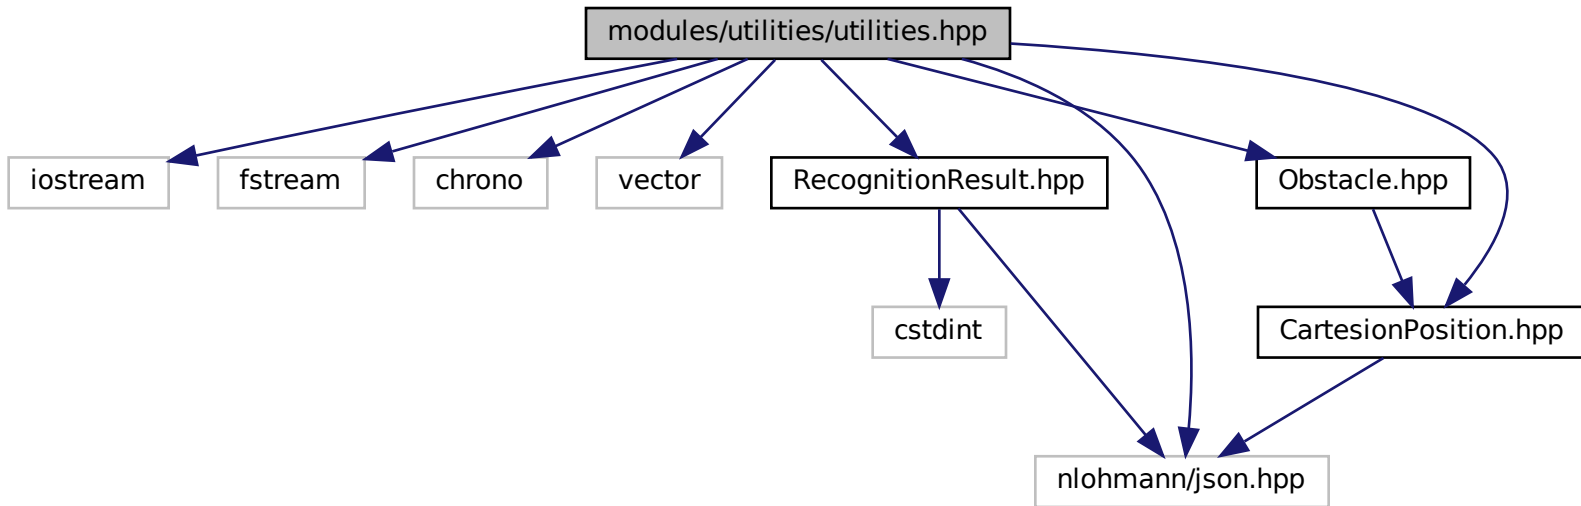 modules/utilities/utilities.hpp
iostream
fstream
chrono
vector
RecognitionResult.hpp
Obstacle.hpp
cstdint
CartesionPosition.hpp
nlohmann/json.hpp